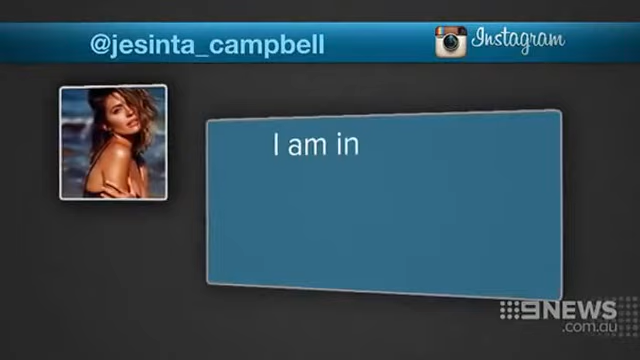 @jesinta_campbell
Instagram
I am in
9NEWS
.com.au